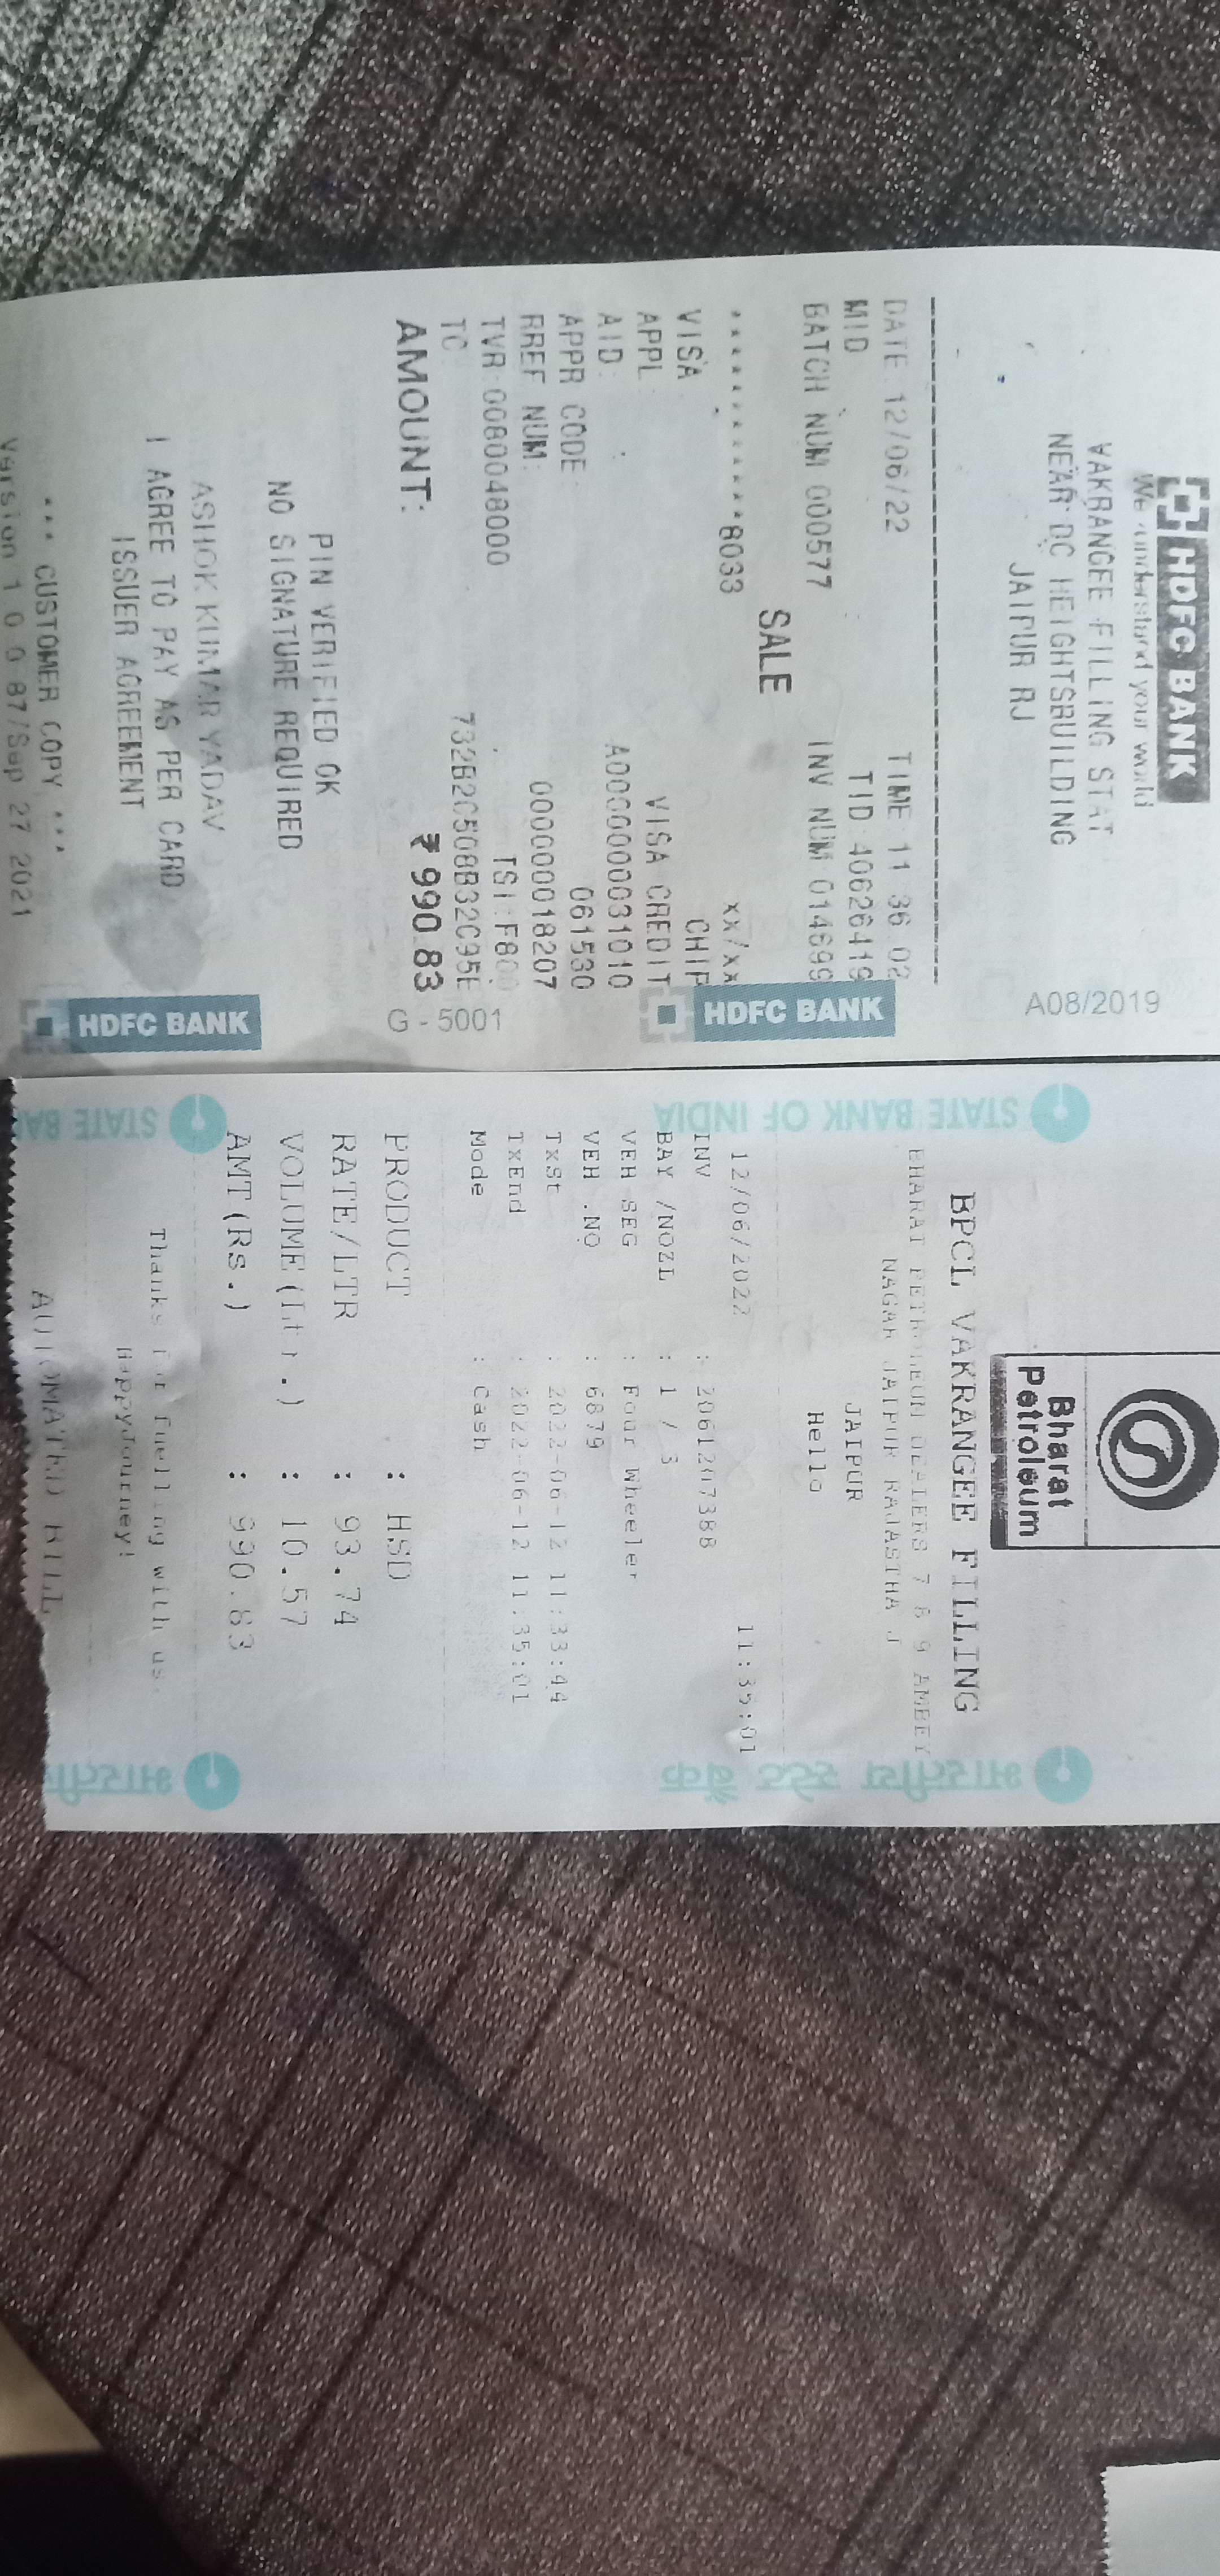 HDFC BANK
We understand your world
VAKRANGEE FILLING STAT
NEAR DC HEIGHTSBUILDING
JAIPUR RJ
DATE 12/06/22 TIME 11 36 02
MID TID 40626419
BATCH NUM 000577 INV NUM 014699
SALE
************8033 XX/XX
VISA CHIP
APPL: VISA CREDIT
AID: A0000000031010
APPR CODE: 061530
RREF NUM: 000000018207
TVR:0080048000 TSI:F800
TC: 732B2C508B32C95E
AMOUNT: ₹ 990.83
PIN VERIFIED OK
NO SIGNATURE REQUIRED
ASHOK KUMAR YADAV
I AGREE TO PAY AS PER CARD
ISSUER AGREEMENT
*** CUSTOMER COPY ***
Version 1 0 0 87/Sep 27 2021
A08/2019
HDFC BANK
G - 5001
HDFC BANK
STATE BANK OF INDIA
STATE BA
Bharat
Petroleum
BPCL VAKRANGEE FILLING
BHARAT PETROLEUM DEALERS 7 8 9 AMBEY
NAGAR JAIPUR RAJASTHA
JAIPUR
Hello
12/06/2022 11:35:01
INV : 2061207388
BAY /NOZL : 1 / 3
VEH SEG : Four Wheeler
VEH .NO : 6879
TxSt : 2022-06-12 11:33:44
TxEnd : 2022-06-12 11:35:01
Mode : Cash
PRODUCT : HSD
RATE/LTR : 93.74
VOLUME(Ltr.) : 10.57
AMT(Rs.) : 990.83
Thanks for fuelling with us.
HappyJourney!
AUTOMATED BILL
भारतीय स्टेट बैंक
भारतीय